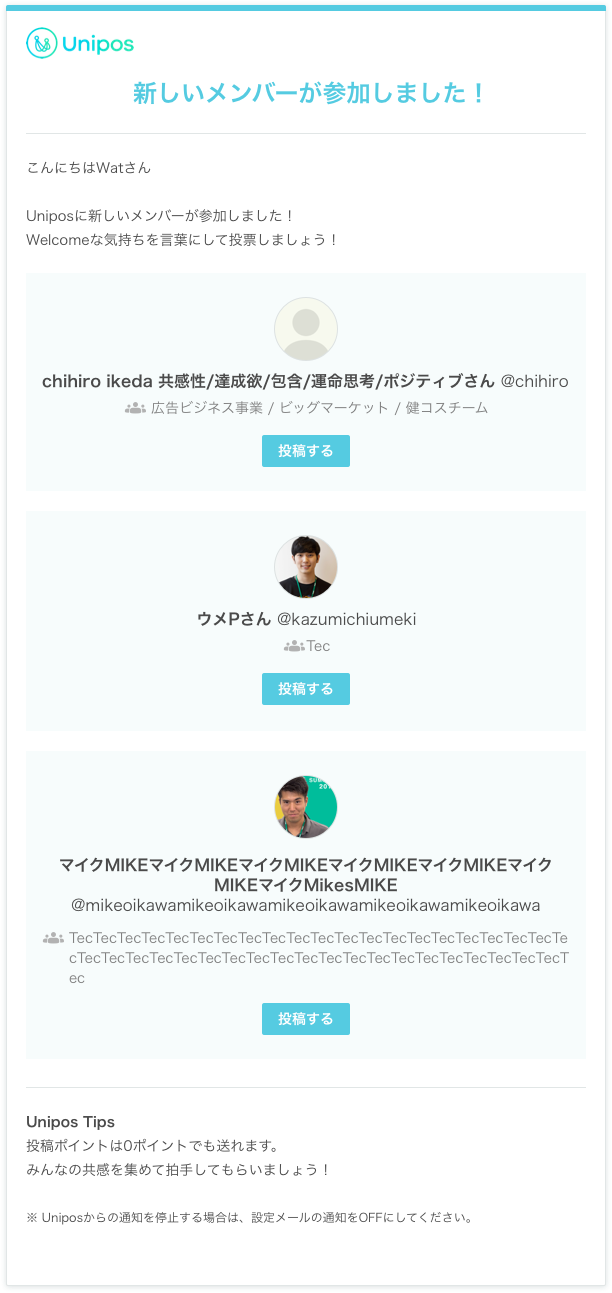 Unipos
新しいメンバーが参加しました！
こんにちはWatさん
Uniposに新しいメンバーが参加しました！
Welcomeな気持ちを言葉にして投票しましょう！
chihiro ikeda 共感性/達成欲/包含/運命思考/ポジティブさん @chihiro
広告ビジネス事業 / ビッグマーケット / 健コスチーム
投稿する
ウメPさん @kazumichiumeki
Tec
投稿する
マイクMIKEマイクMIKEマイクMIKEマイクMIKEマイクMIKEマイク
MIKEマイクMikesMIKE
@mikeoikawamikeoikawamikeoikawamikeoikawamikeoikawa
TecTecTecTecTecTecTecTecTecTecTecTecTecTecTecTecTecTecTecTecTe
cTecTecTecTecTecTecTecTecTecTecTecTecTecTecTecTecTecTecTecTecT
ec
投稿する
Unipos Tips
投稿ポイントは0ポイントでも送れます。
みんなの共感を集めて拍手してもらいましょう！
※ Uniposからの通知を停止する場合は、設定メールの通知をOFFにしてください。